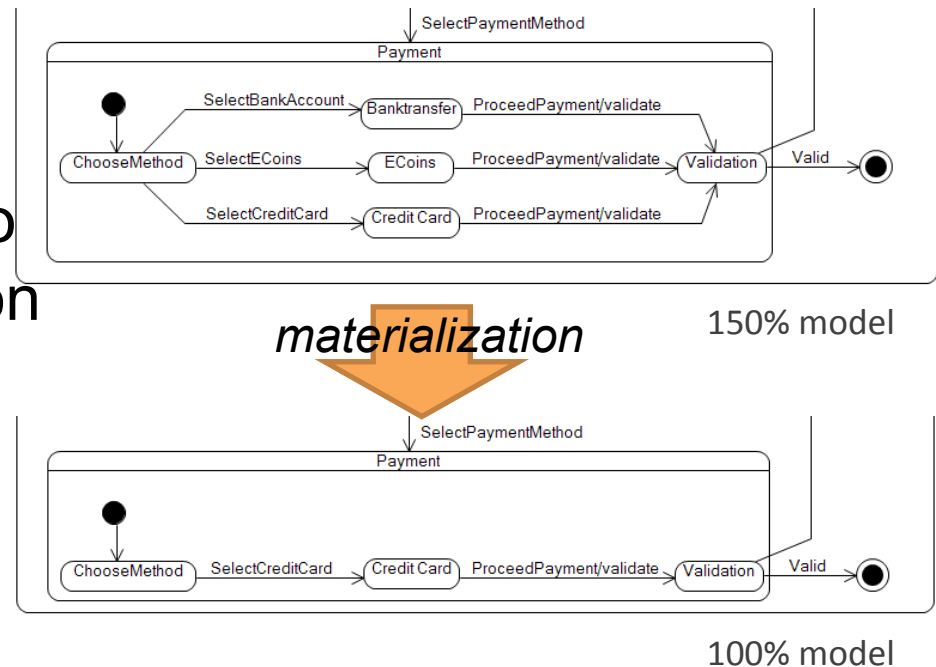 SelectPaymentMethod
Payment
SelectBankAccount Banktransfer ProceedPayment/validate
ChooseMethod SelectECoins ECoins ProceedPayment/validate Validation Valid
SelectCreditCard Credit Card ProceedPayment/validate
o
on
materialization
150% model
SelectPaymentMethod
Payment
ChooseMethod SelectCreditCard Credit Card ProceedPayment/validate Validation Valid
100% model